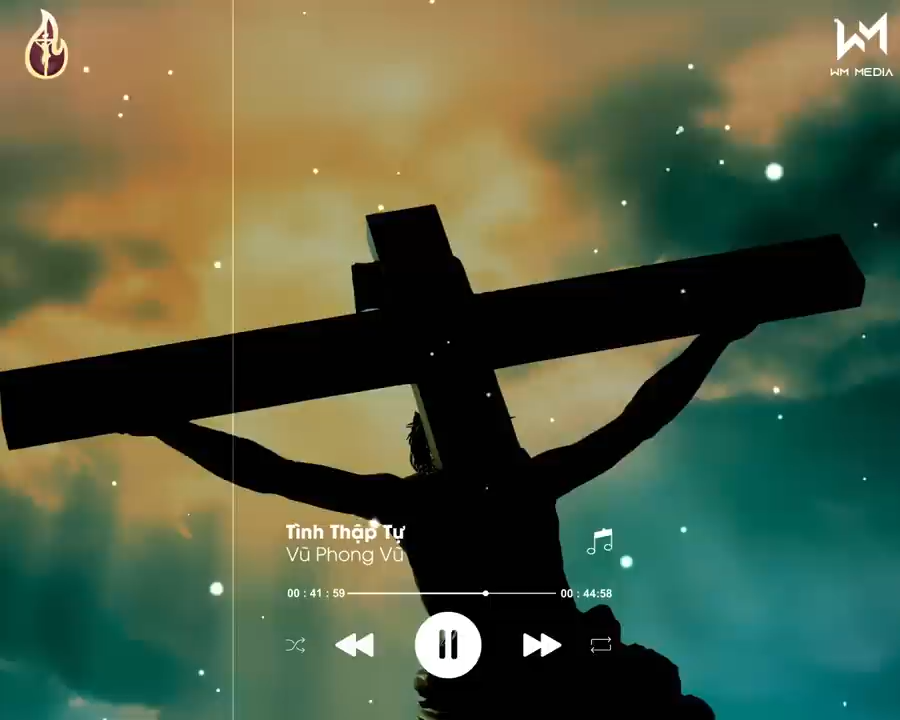 WM MEDIA
Tình Thập Tự
Vũ Phong Vũ
00 : 41 : 59
00 : 44:58